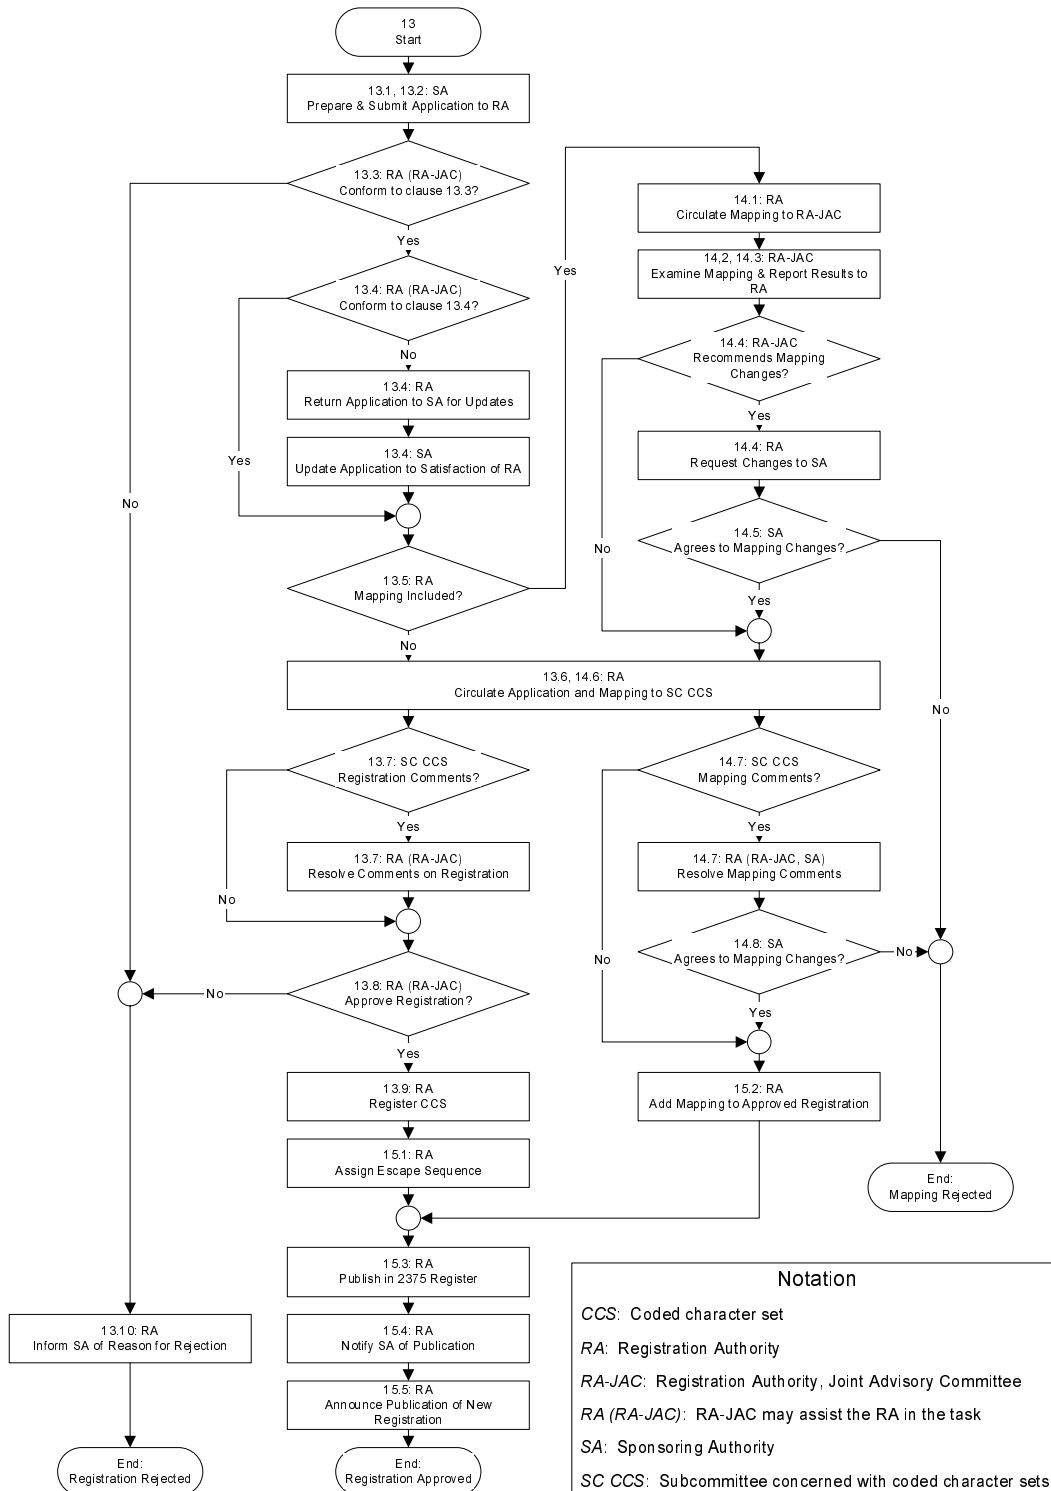 13
Start
13.1, 13.2: SA
Prepare & Submit Application to RA
13.3: RA (RA-JAC)
Conform to clause 13.3?
Yes
13.4: RA (RA-JAC)
Conform to clause 13.4?
No
13.4: RA
Return Application to SA for Updates
13.4: SA
Update Application to Satisfaction of RA
Yes
No
13.5: RA
Mapping Included?
Yes
No
14.1: RA
Circulate Mapping to RA-JAC
14,2, 14.3: RA-JAC
Examine Mapping & Report Results to
RA
14.4: RA-JAC
Recommends Mapping
Changes?
Yes
14.4: RA
Request Changes to SA
14.5: SA
Agrees to Mapping Changes?
No
Yes
13.6, 14.6: RA
Circulate Application and Mapping to SC CCS
No
13.7: SC CCS
Registration Comments?
Yes
13.7: RA (RA-JAC)
Resolve Comments on Registration
No
13.8: RA (RA-JAC)
Approve Registration?
No
Yes
14.7: SC CCS
Mapping Comments?
Yes
14.7: RA (RA-JAC, SA)
Resolve Mapping Comments
14.8: SA
Agrees to Mapping Changes?
No
No
Yes
13.9: RA
Register CCS
15.1: RA
Assign Escape Sequence
15.2: RA
Add Mapping to Approved Registration
End:
Mapping Rejected
15.3: RA
Publish in 2375 Register
15.4: RA
Notify SA of Publication
15.5: RA
Announce Publication of New
Registration
End:
Registration Approved
13.10: RA
Inform SA of Reason for Rejection
End:
Registration Rejected
Notation
CCS: Coded character set
RA: Registration Authority
RA-JAC: Registration Authority, Joint Advisory Committee
RA (RA-JAC): RA-JAC may assist the RA in the task
SA: Sponsoring Authority
SC CCS: Subcommittee concerned with coded character sets